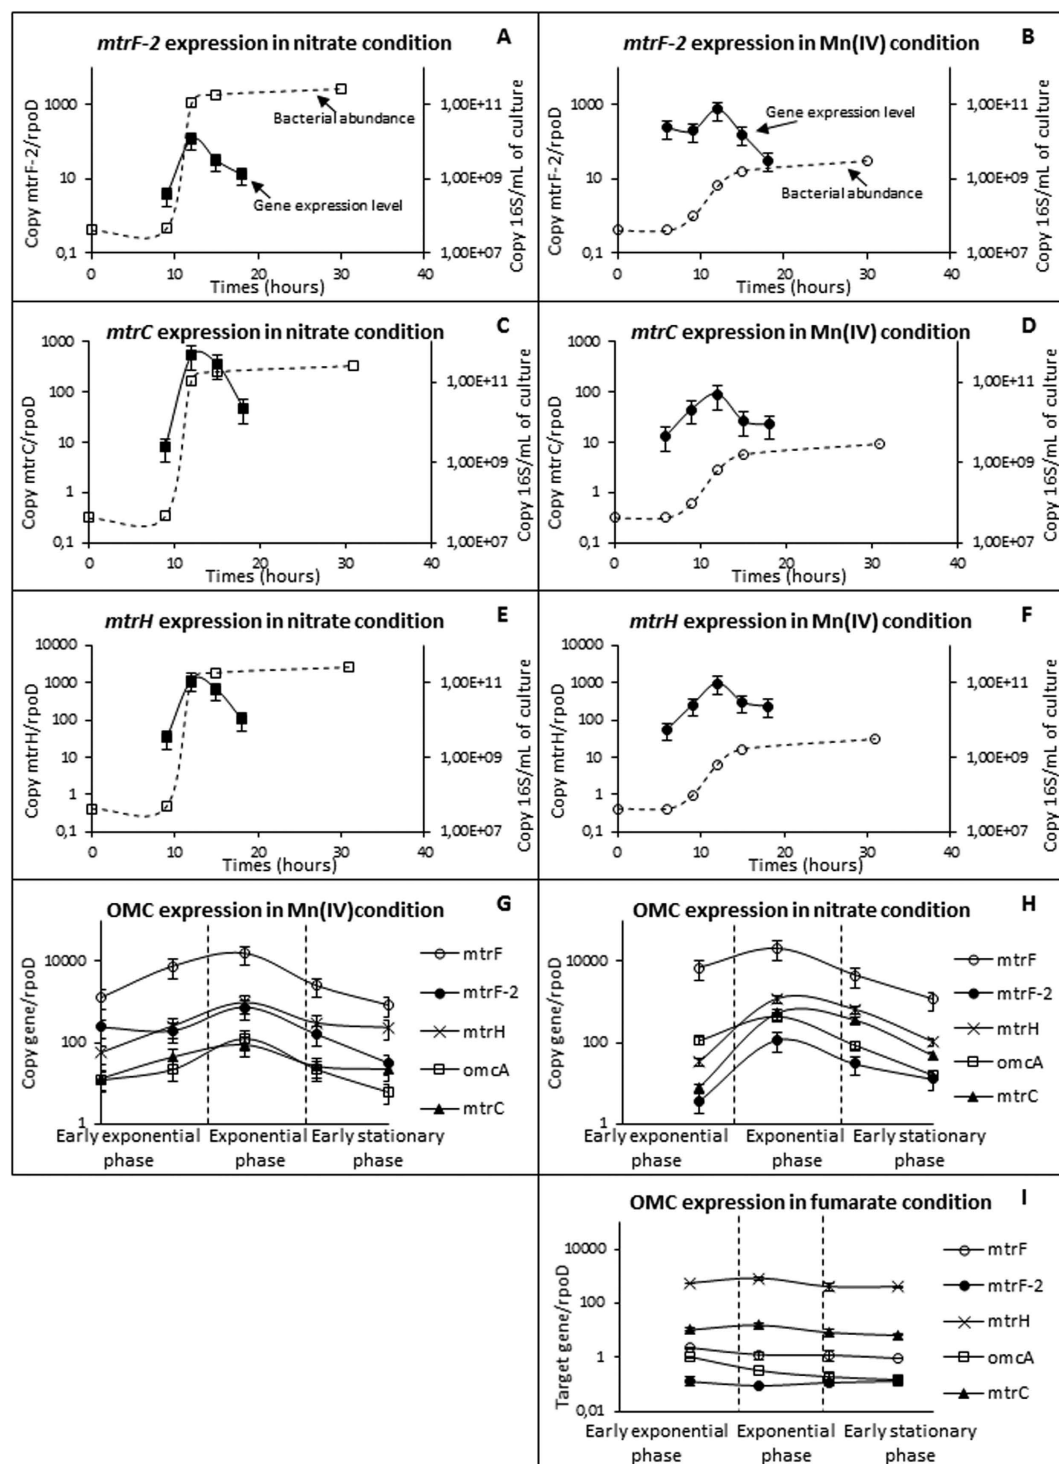 mtrF-2 expression in nitrate condition
A
1000
10
0,1
Copy mtrF-2/rpoD
1,00E+11
1,00E+09
1,00E+07
Copy 16S/mL of culture
Bacterial abundance
Gene expression level
0
10
20
30
40
Times (hours)
mtrF-2 expression in Mn(IV) condition
B
1000
10
0,1
Copy mtrF-2/rpoD
1,00E+11
1,00E+09
1,00E+07
Copy 16S/mL of culture
Gene expression level
Bacterial abundance
0
10
20
30
40
Times (hours)
mtrC expression in nitrate condition
C
1000
100
10
1
0,1
Copy mtrC/rpoD
1,00E+11
1,00E+09
1,00E+07
Copy 16S/mL of culture
0
10
20
30
40
Times (hours)
mtrC expression in Mn(IV) condition
D
1000
100
10
1
0,1
Copy mtrC/rpoD
1,00E+11
1,00E+09
1,00E+07
Copy 16S/mL of culture
0
10
20
30
40
Times (hours)
mtrH expression in nitrate condition
E
10000
1000
100
10
1
0,1
Copy mtrH/rpoD
1,00E+11
1,00E+09
1,00E+07
Copy 16S/mL of culture
0
10
20
30
40
Times (hours)
mtrH expression in Mn(IV) condition
F
10000
1000
100
10
1
0,1
Copy mtrH/rpoD
1,00E+11
1,00E+09
1,00E+07
Copy 16S/mL of culture
0
10
20
30
40
Times (hours)
OMC expression in Mn(IV)condition
G
10000
100
1
Copy gene/rpoD
mtrF
mtrF-2
mtrH
omcA
mtrC
Early exponential
phase
Exponential
phase
Early stationary
phase
OMC expression in nitrate condition
H
10000
100
1
Copy gene/rpoD
mtrF
mtrF-2
mtrH
omcA
mtrC
Early exponential
phase
Exponential
phase
Early stationary
phase
OMC expression in fumarate condition
I
10000
100
1
0,01
Target gene/rpoD
mtrF
mtrF-2
mtrH
omcA
mtrC
Early exponential
phase
Exponential
phase
Early stationary
phase